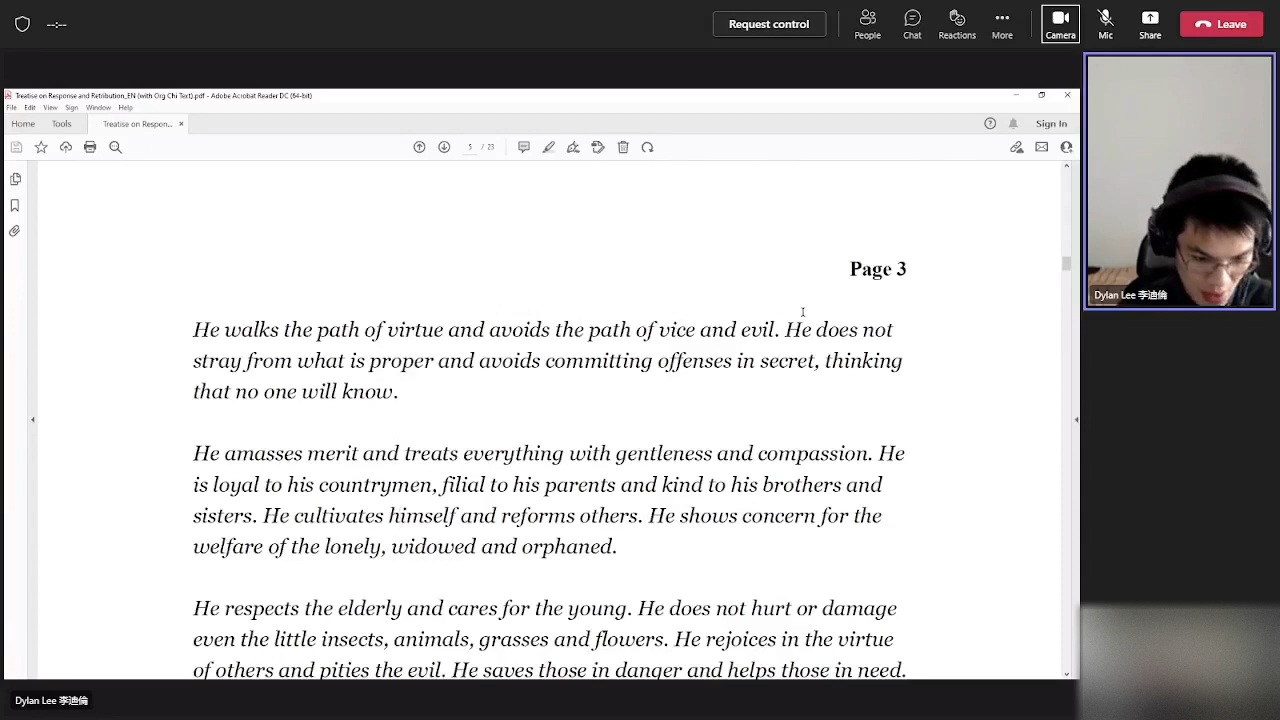 --:--
Request control
People
Chat
Reactions
More
Camera
Mic
Share
Leave
Treatise on Response and Retribution_EN (with Org Chi Text).pdf - Adobe Acrobat Reader DC (64-bit)
File Edit View Sign Window Help
Home Tools Treatise on Respon... Sign In
5 / 23
Page 3
He walks the path of virtue and avoids the path of vice and evil. He does not
stray from what is proper and avoids committing offenses in secret, thinking
that no one will know.
He amasses merit and treats everything with gentleness and compassion. He
is loyal to his countrymen, filial to his parents and kind to his brothers and
sisters. He cultivates himself and reforms others. He shows concern for the
welfare of the lonely, widowed and orphaned.
He respects the elderly and cares for the young. He does not hurt or damage
even the little insects, animals, grasses and flowers. He rejoices in the virtue
of others and pities the evil. He saves those in danger and helps those in need.
Dylan Lee 李迪倫
Dylan Lee 李迪倫